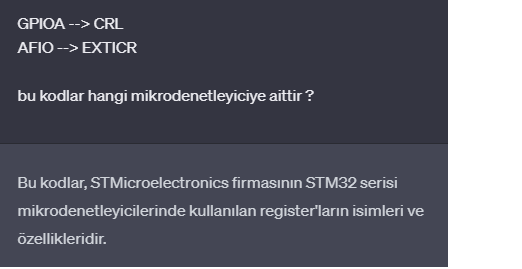 GPIOA --> CRL
AFIO --> EXTICR
bu kodlar hangi mikrodenetleyiciye aittir ?
Bu kodlar, STMicroelectronics firmasının STM32 serisi
mikrodenetleyicilerinde kullanılan register'ların isimleri ve
özellikleridir.